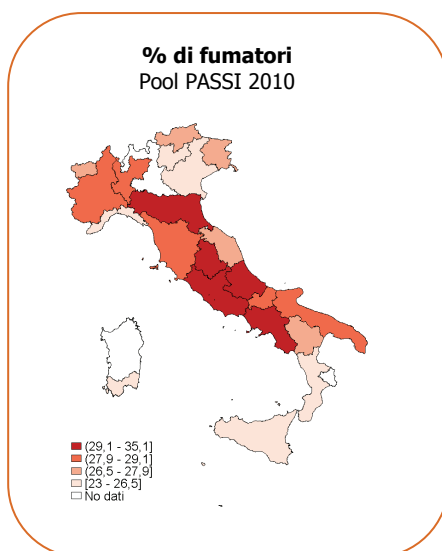 % di fumatori
Pool PASSI 2010
(29,1 - 35,1]
(27,9 - 29,1]
(26,5 - 27,9]
[23 - 26,5]
No dati